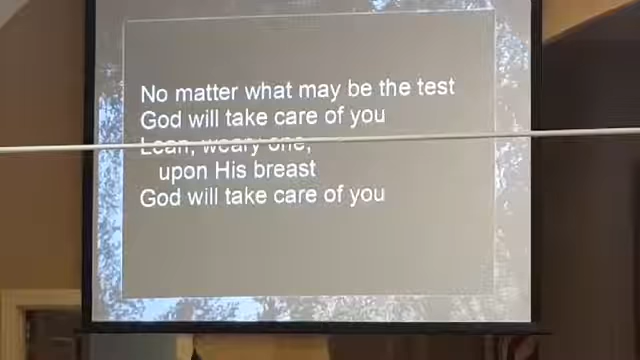 No matter what may be the test
God will take care of you
Lean, weary one,
upon His breast
God will take care of you